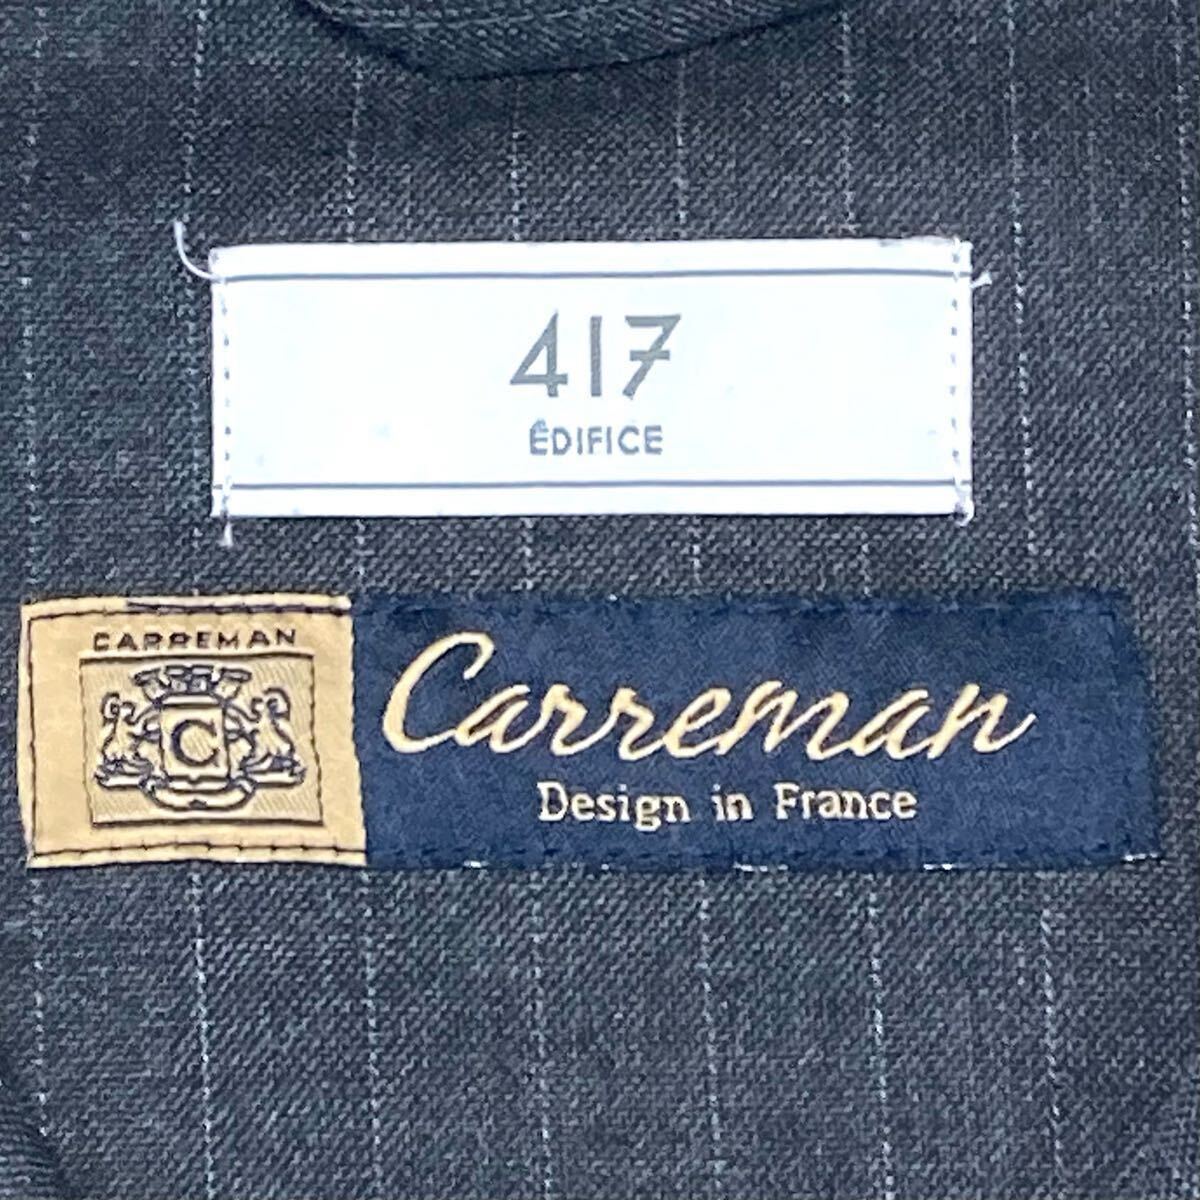 417
ÉDIFICE
CARREMAN
C
Carreman
Design in France